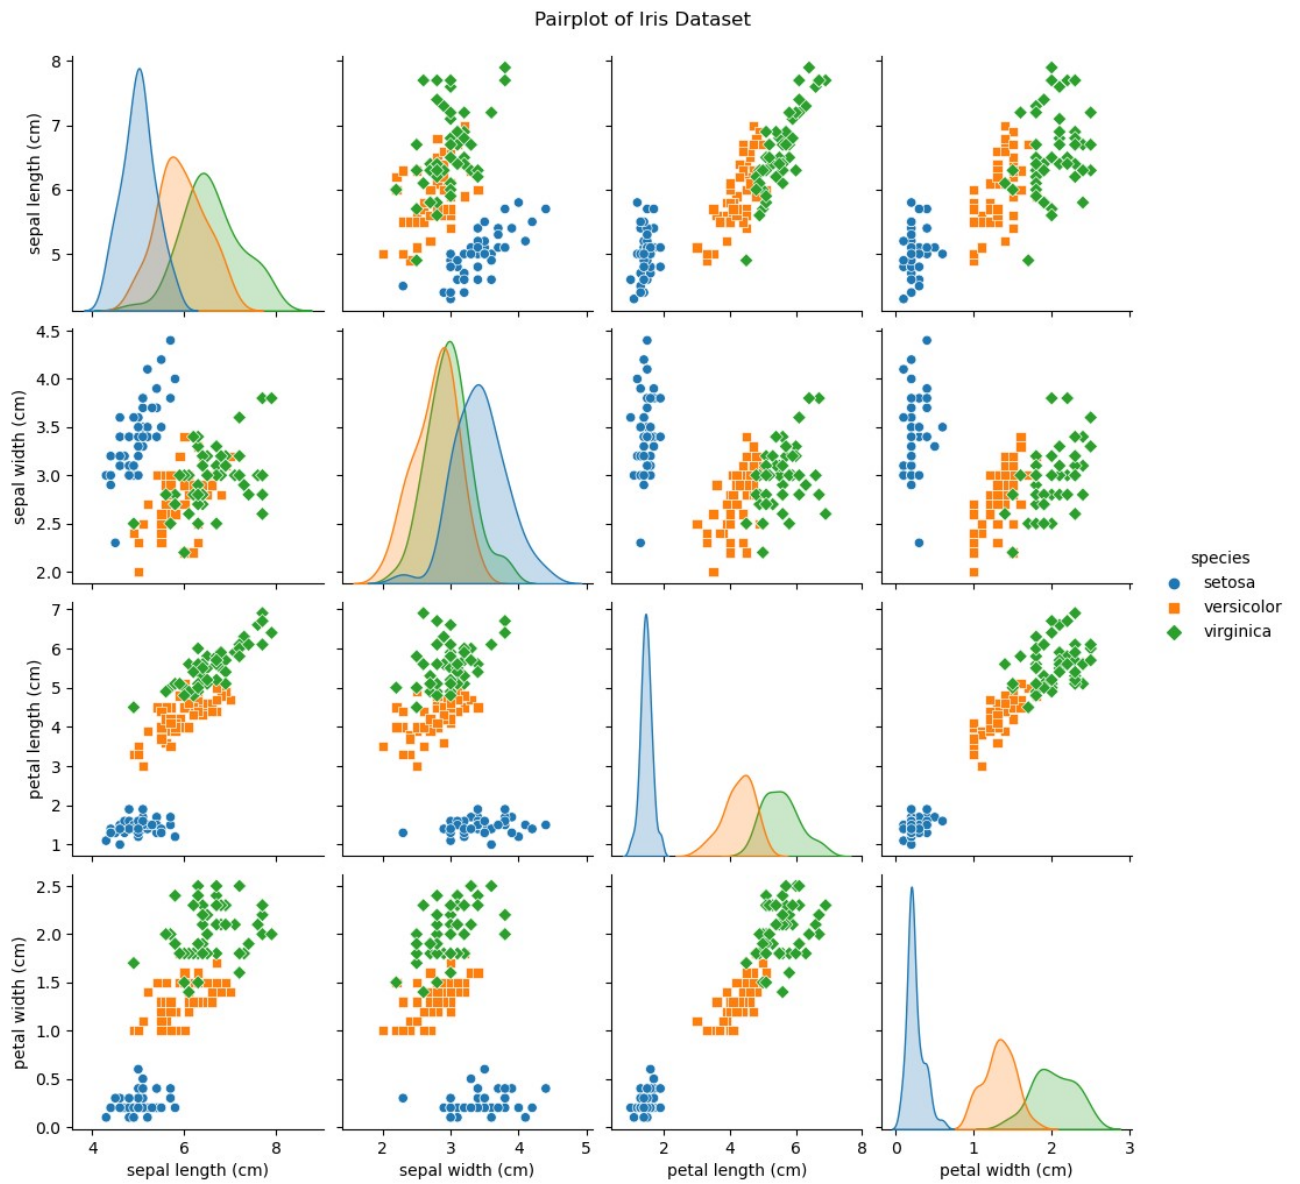 Pairplot of Iris Dataset
8
7
6
5
sepal length (cm)
4.5
4.0
3.5
3.0
2.5
2.0
sepal width (cm)
species
setosa
versicolor
virginica
7
6
5
4
3
2
1
petal length (cm)
2.5
2.0
1.5
1.0
0.5
0.0
petal width (cm)
4 6 8
2 3 4 5
2 4 6 8
0 1 2 3
sepal length (cm)
sepal width (cm)
petal length (cm)
petal width (cm)